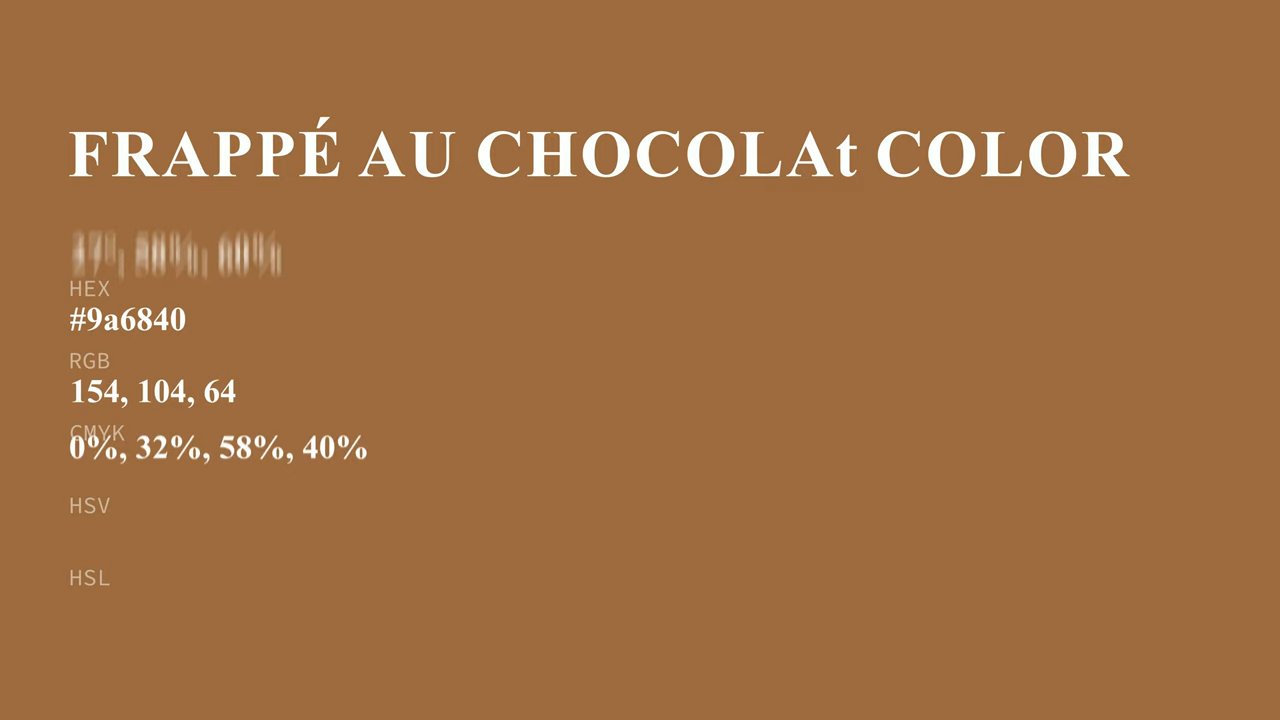 FRAPPÉ AU CHOCOLAt COLOR
HEX
#9a6840
RGB
154, 104, 64
CMYK
0%, 32%, 58%, 40%
HSV
HSL